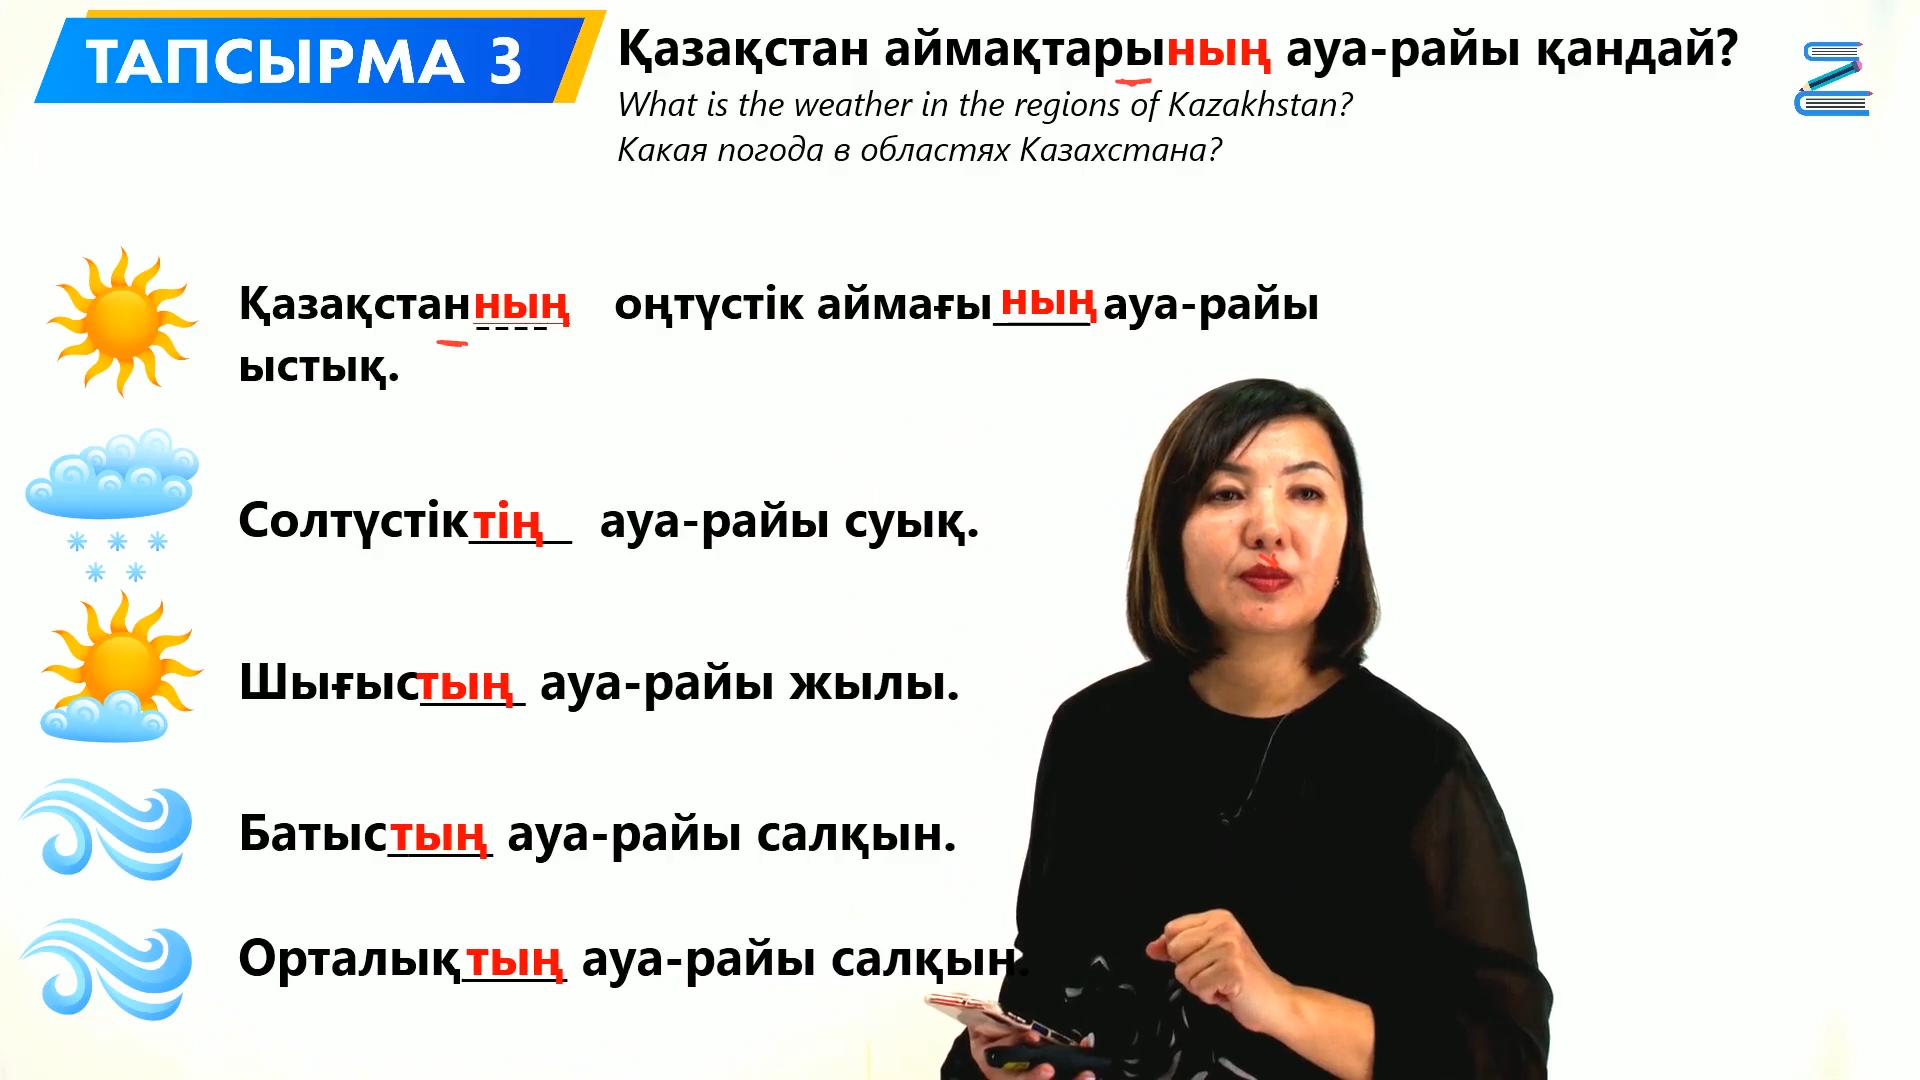 ТАПСЫРМА 3
Қазақстан аймақтарының ауа-райы қандай?
What is the weather in the regions of Kazakhstan?
Какая погода в областях Казахстана?
Қазақстанның оңтүстік аймағы ның ауа-райы
ыстық.
Солтүстіктің ауа-райы суық.
Шығыстың ауа-райы жылы.
Батыстың ауа-райы салқын.
Орталықтың ауа-райы салқын.